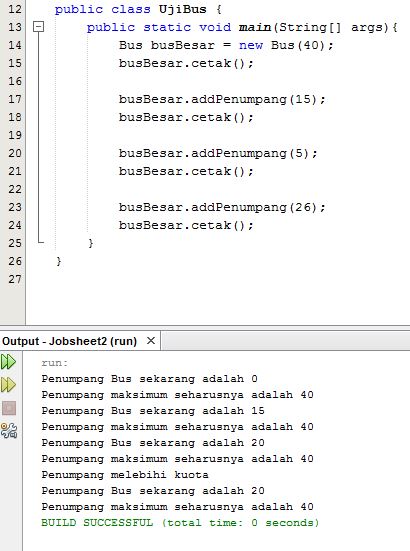 12 public class UjiBus {
13 public static void main(String[] args){
14 Bus busBesar = new Bus(40);
15 busBesar.cetak();
16
17 busBesar.addPenumpang(15);
18 busBesar.cetak();
19
20 busBesar.addPenumpang(5);
21 busBesar.cetak();
22
23 busBesar.addPenumpang(26);
24 busBesar.cetak();
25 }
26 }
27
Output - Jobsheet2 (run) ×
run:
Penumpang Bus sekarang adalah 0
Penumpang maksimum seharusnya adalah 40
Penumpang Bus sekarang adalah 15
Penumpang maksimum seharusnya adalah 40
Penumpang Bus sekarang adalah 20
Penumpang maksimum seharusnya adalah 40
Penumpang melebihi kuota
Penumpang Bus sekarang adalah 20
Penumpang maksimum seharusnya adalah 40
BUILD SUCCESSFUL (total time: 0 seconds)